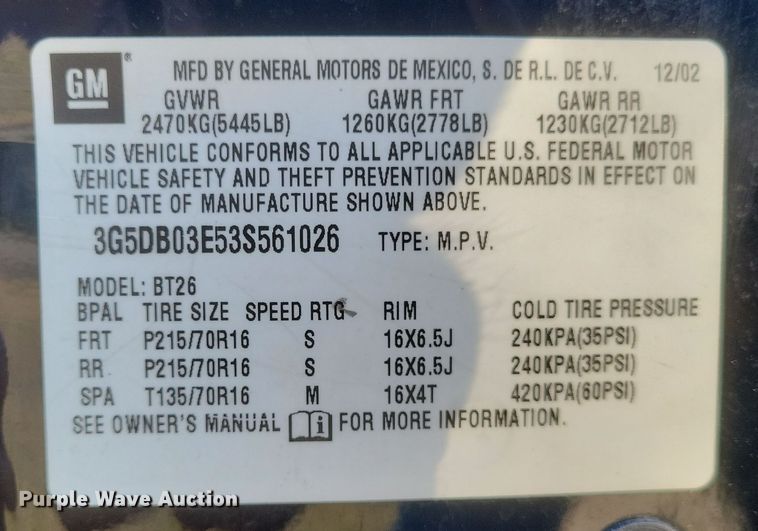 GM®
MFD BY GENERAL MOTORS DE MEXICO, S. DE R.L. DE C.V. 12/02
GVWR GAWR FRT GAWR RR
2470KG(5445LB) 1260KG(2778LB) 1230KG(2712LB)
THIS VEHICLE CONFORMS TO ALL APPLICABLE U.S. FEDERAL MOTOR
VEHICLE SAFETY AND THEFT PREVENTION STANDARDS IN EFFECT ON
THE DATE OF MANUFACTURE SHOWN ABOVE.
3G5DB03E53S561026 TYPE: M.P.V.
MODEL: BT26
BPAL TIRE SIZE SPEED RTG RIM COLD TIRE PRESSURE
FRT P215/70R16 S 16X6.5J 240KPA(35PSI)
RR P215/70R16 S 16X6.5J 240KPA(35PSI)
SPA T135/70R16 M 16X4T 420KPA(60PSI)
SEE OWNER'S MANUAL i FOR MORE INFORMATION.
Purple Wave Auction